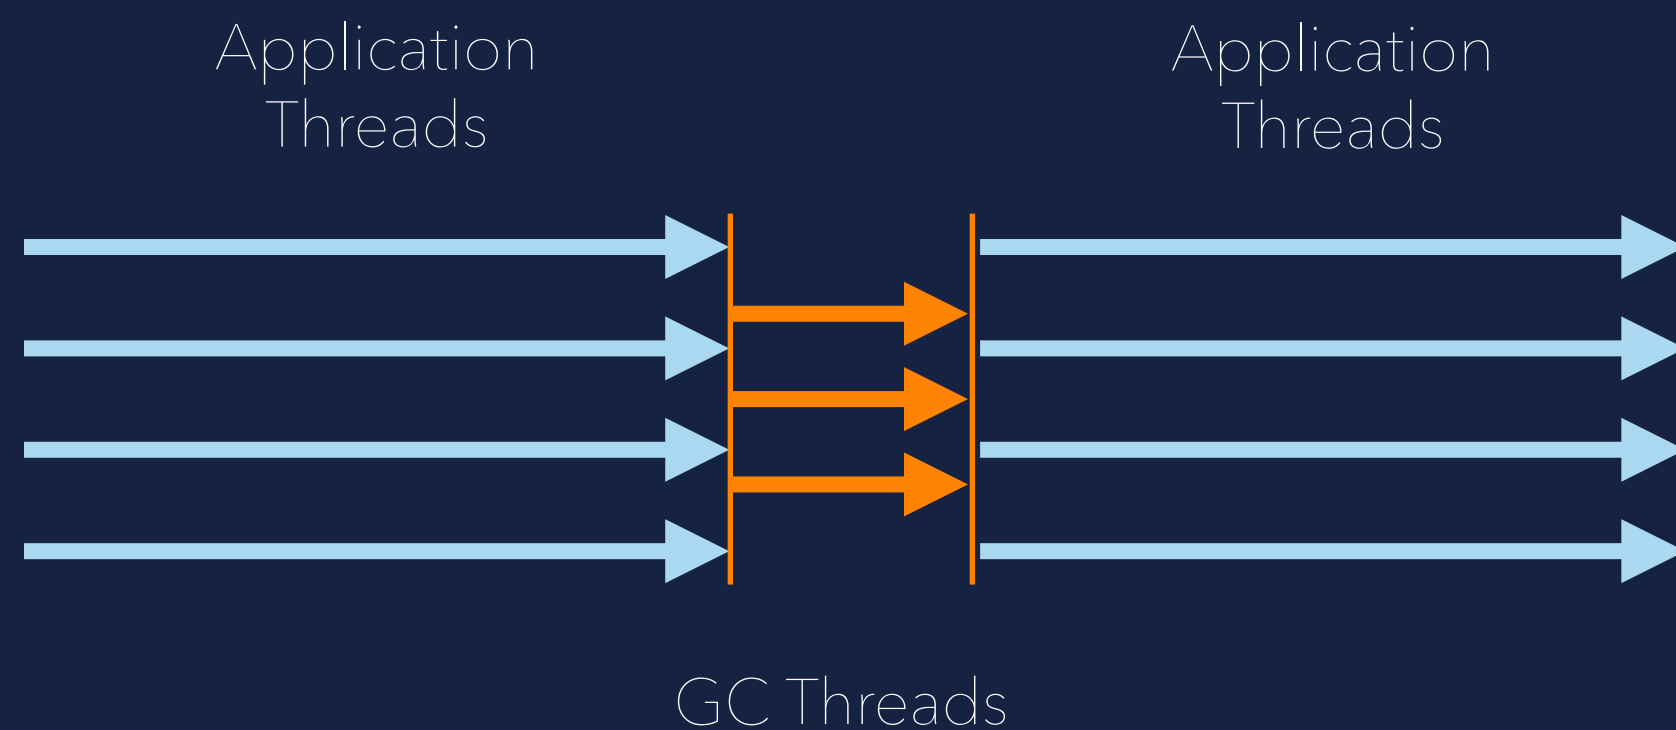 Application
Threads
Application
Threads
GC Threads